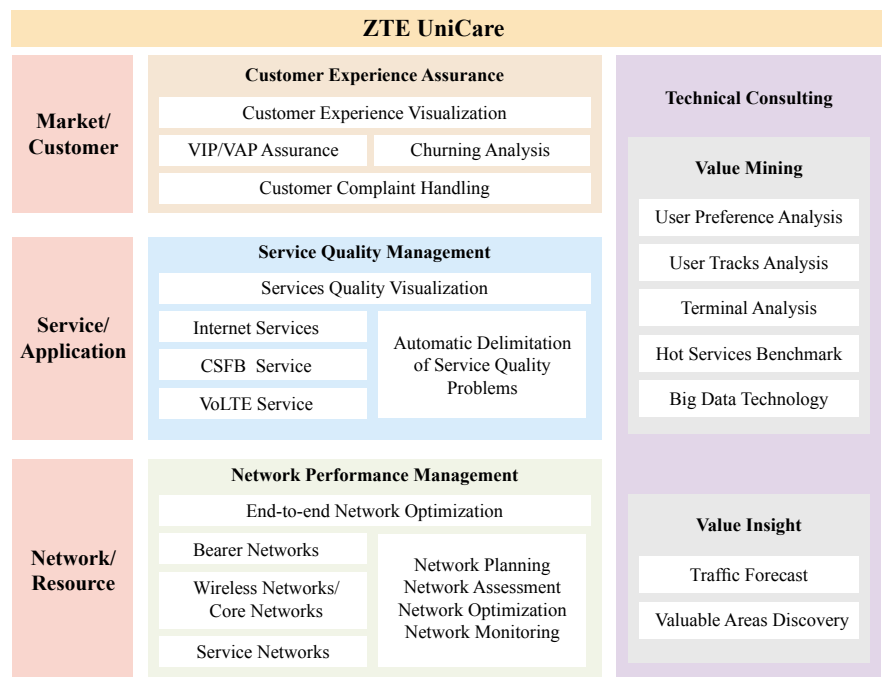 ZTE UniCare
Market/
Customer
Customer Experience Assurance
Customer Experience Visualization
VIP/VAP Assurance
Churning Analysis
Customer Complaint Handling
Service/
Application
Service Quality Management
Services Quality Visualization
Internet Services
CSFB  Service
VoLTE Service
Automatic Delimitation
of Service Quality
Problems
Network/
Resource
Network Performance Management
End-to-end Network Optimization
Bearer Networks
Wireless Networks/
Core Networks
Service Networks
Network Planning
Network Assessment
Network Optimization
Network Monitoring
Technical Consulting
Value Mining
User Preference Analysis
User Tracks Analysis
Terminal Analysis
Hot Services Benchmark
Big Data Technology
Value Insight
Traffic Forecast
Valuable Areas Discovery